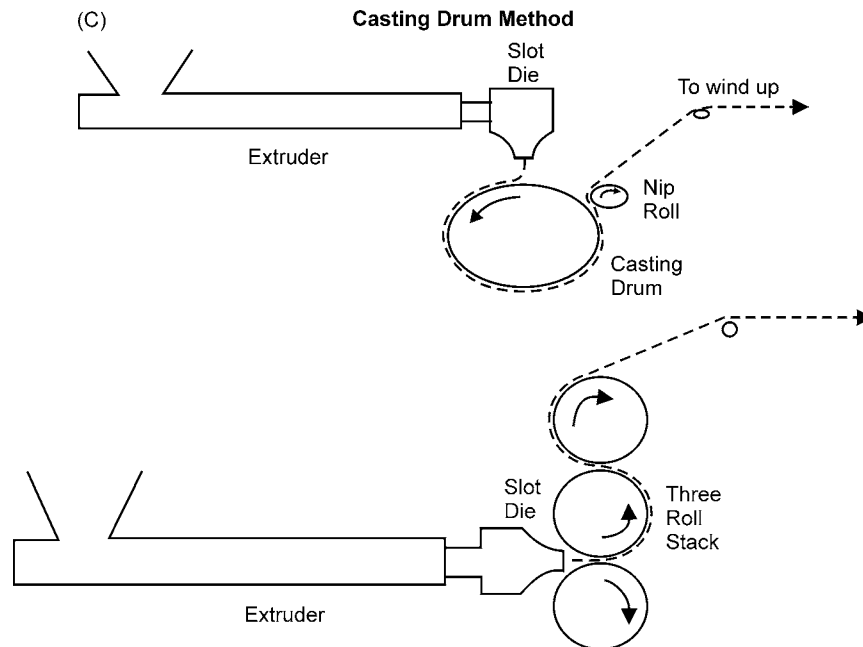 (C)
Casting Drum Method
Slot
Die
To wind up
Extruder
Nip
Roll
Casting
Drum
Slot
Die
Three
Roll
Stack
Extruder